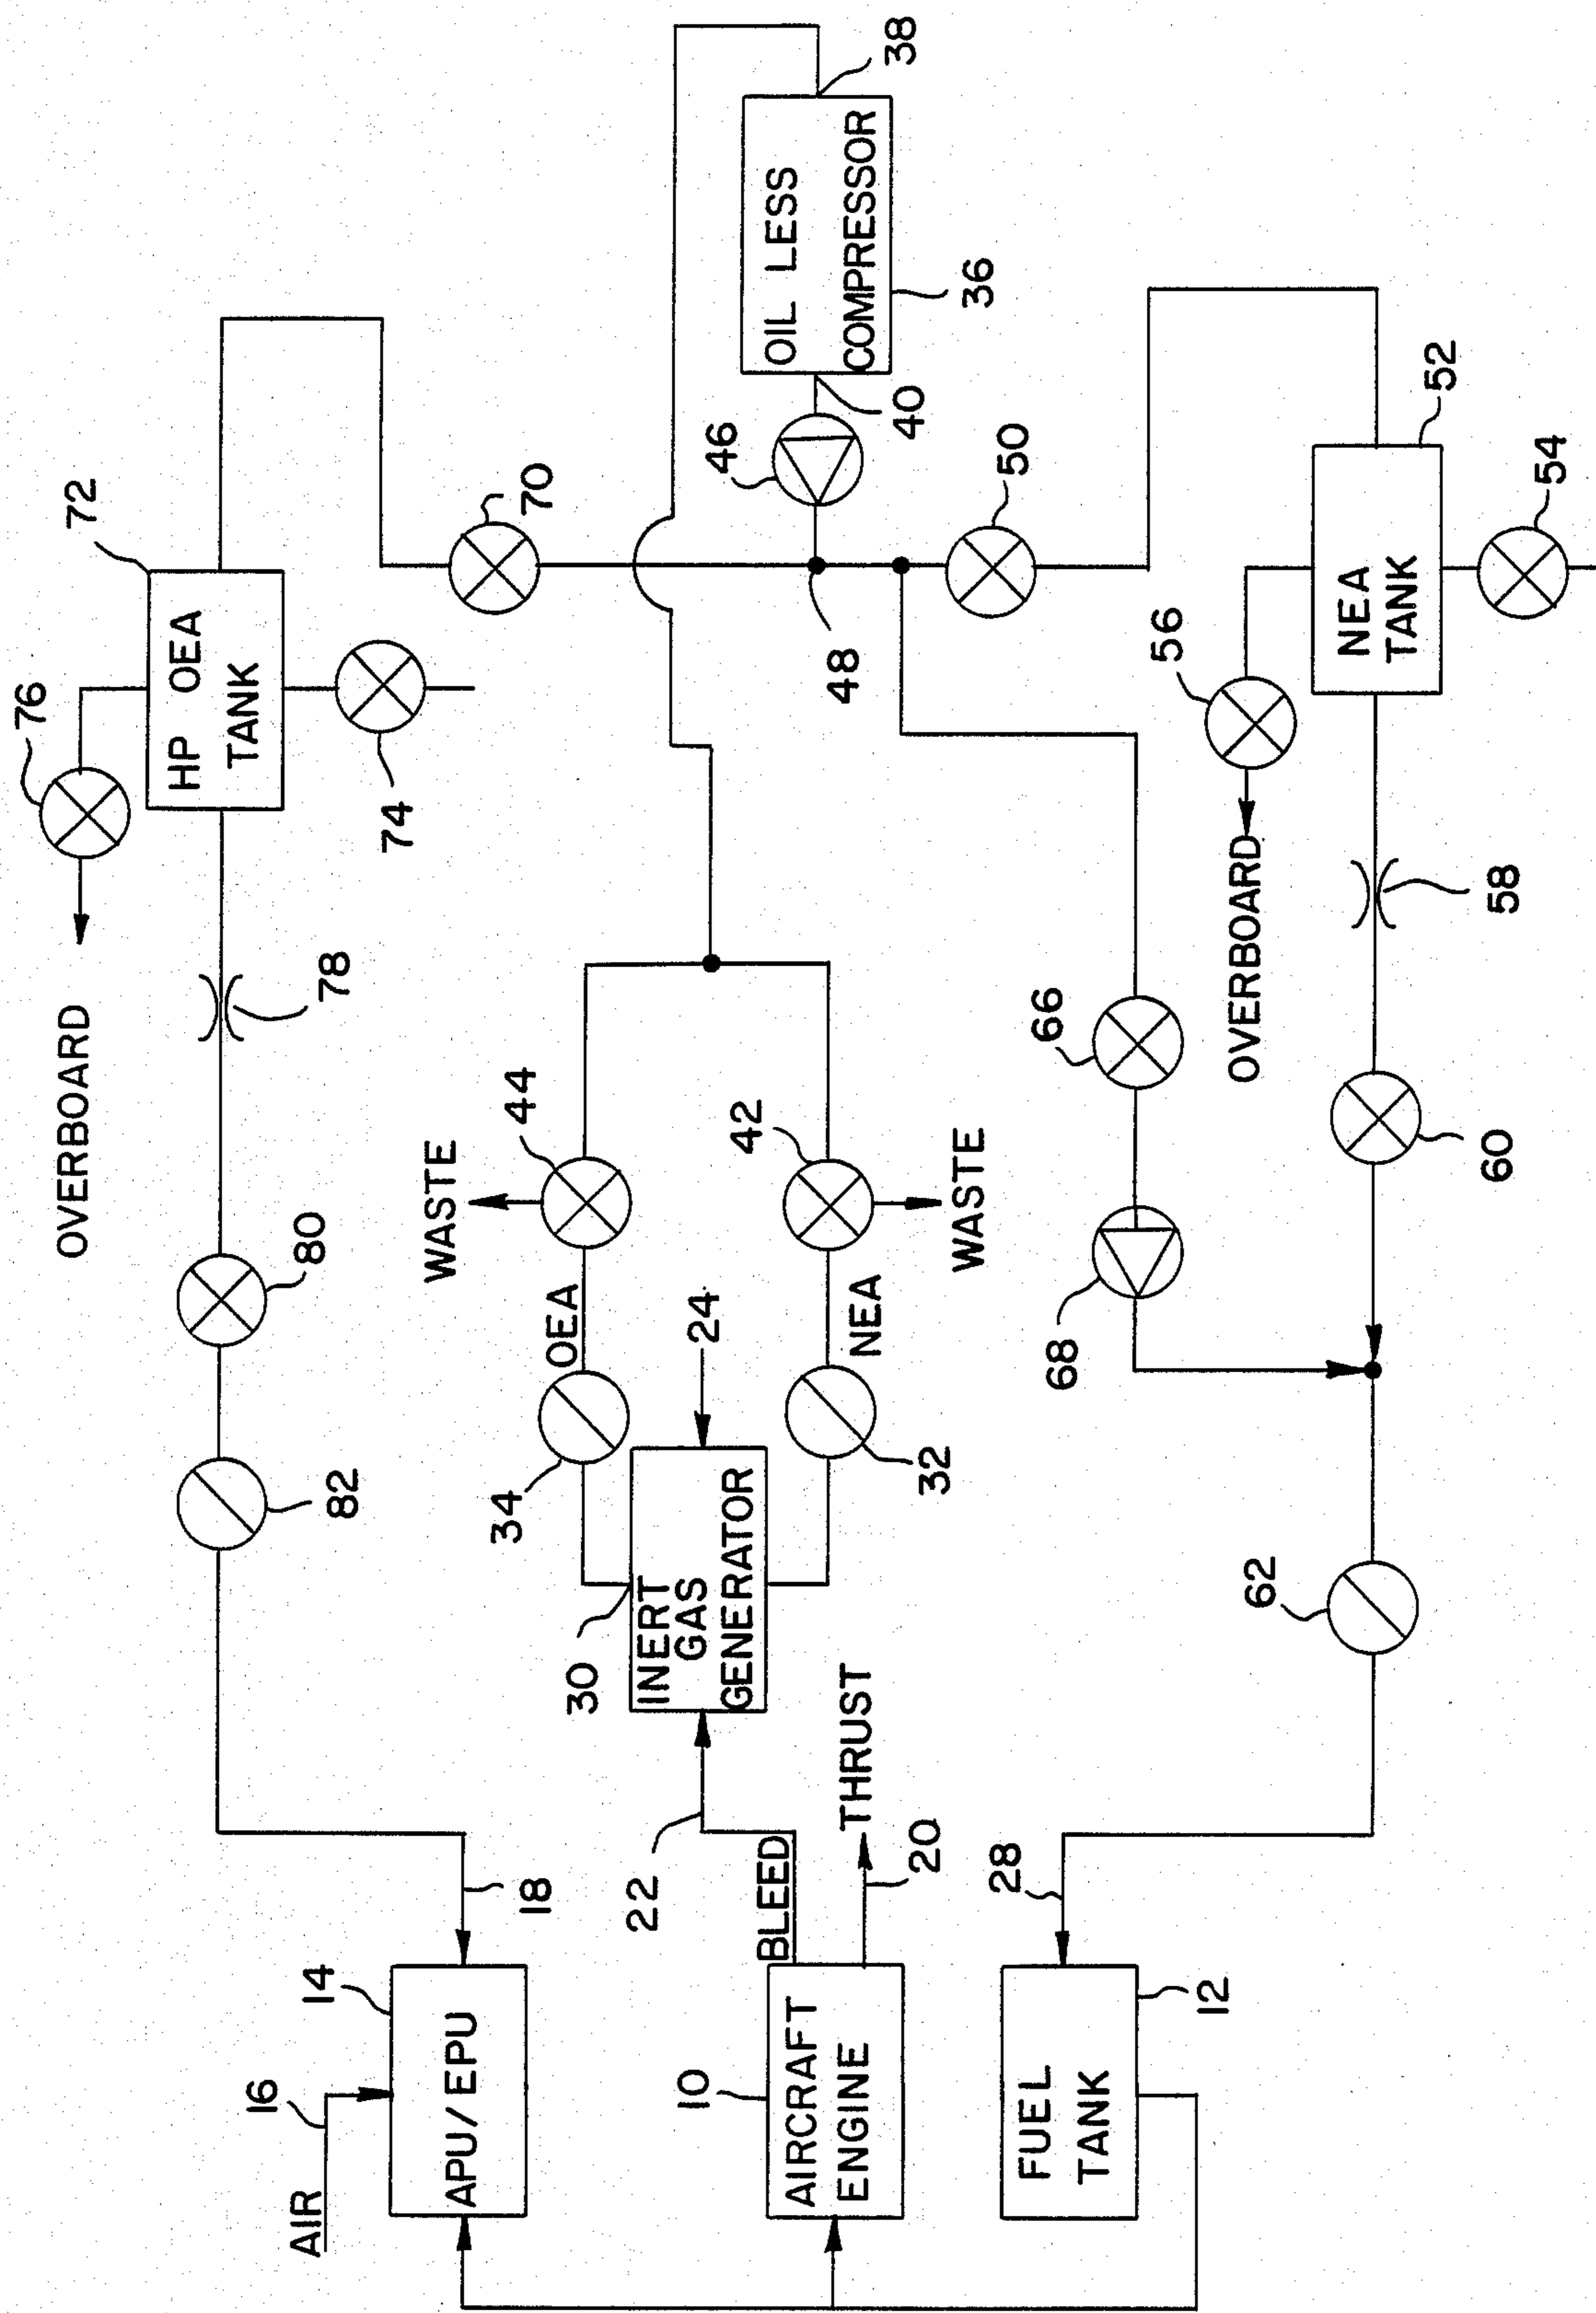 AIR
16
14
APU/EPU
18
82
80
78
OVERBOARD
76
HP OEA
TANK
72
74
70
BLEED
22
10
AIRCRAFT
ENGINE
20
THRUST
30
INERT
GAS
GENERATOR
24
34
OEA
WASTE
44
32
NEA
42
WASTE
38
OIL LESS
COMPRESSOR
36
40
46
48
50
FUEL
TANK
12
28
62
68
66
60
58
OVERBOARD
56
NEA
TANK
52
54